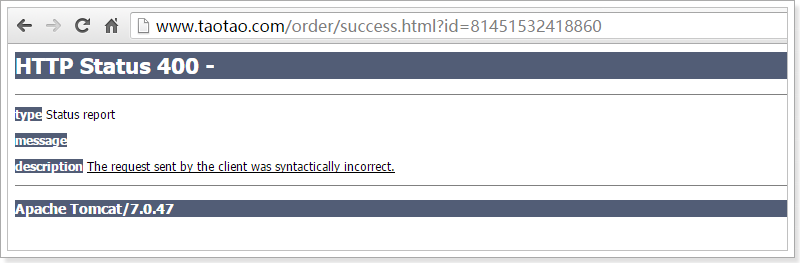 www.taotao.com/order/success.html?id=81451532418860
HTTP Status 400 -
type Status report
message
description The request sent by the client was syntactically incorrect.
Apache Tomcat/7.0.47